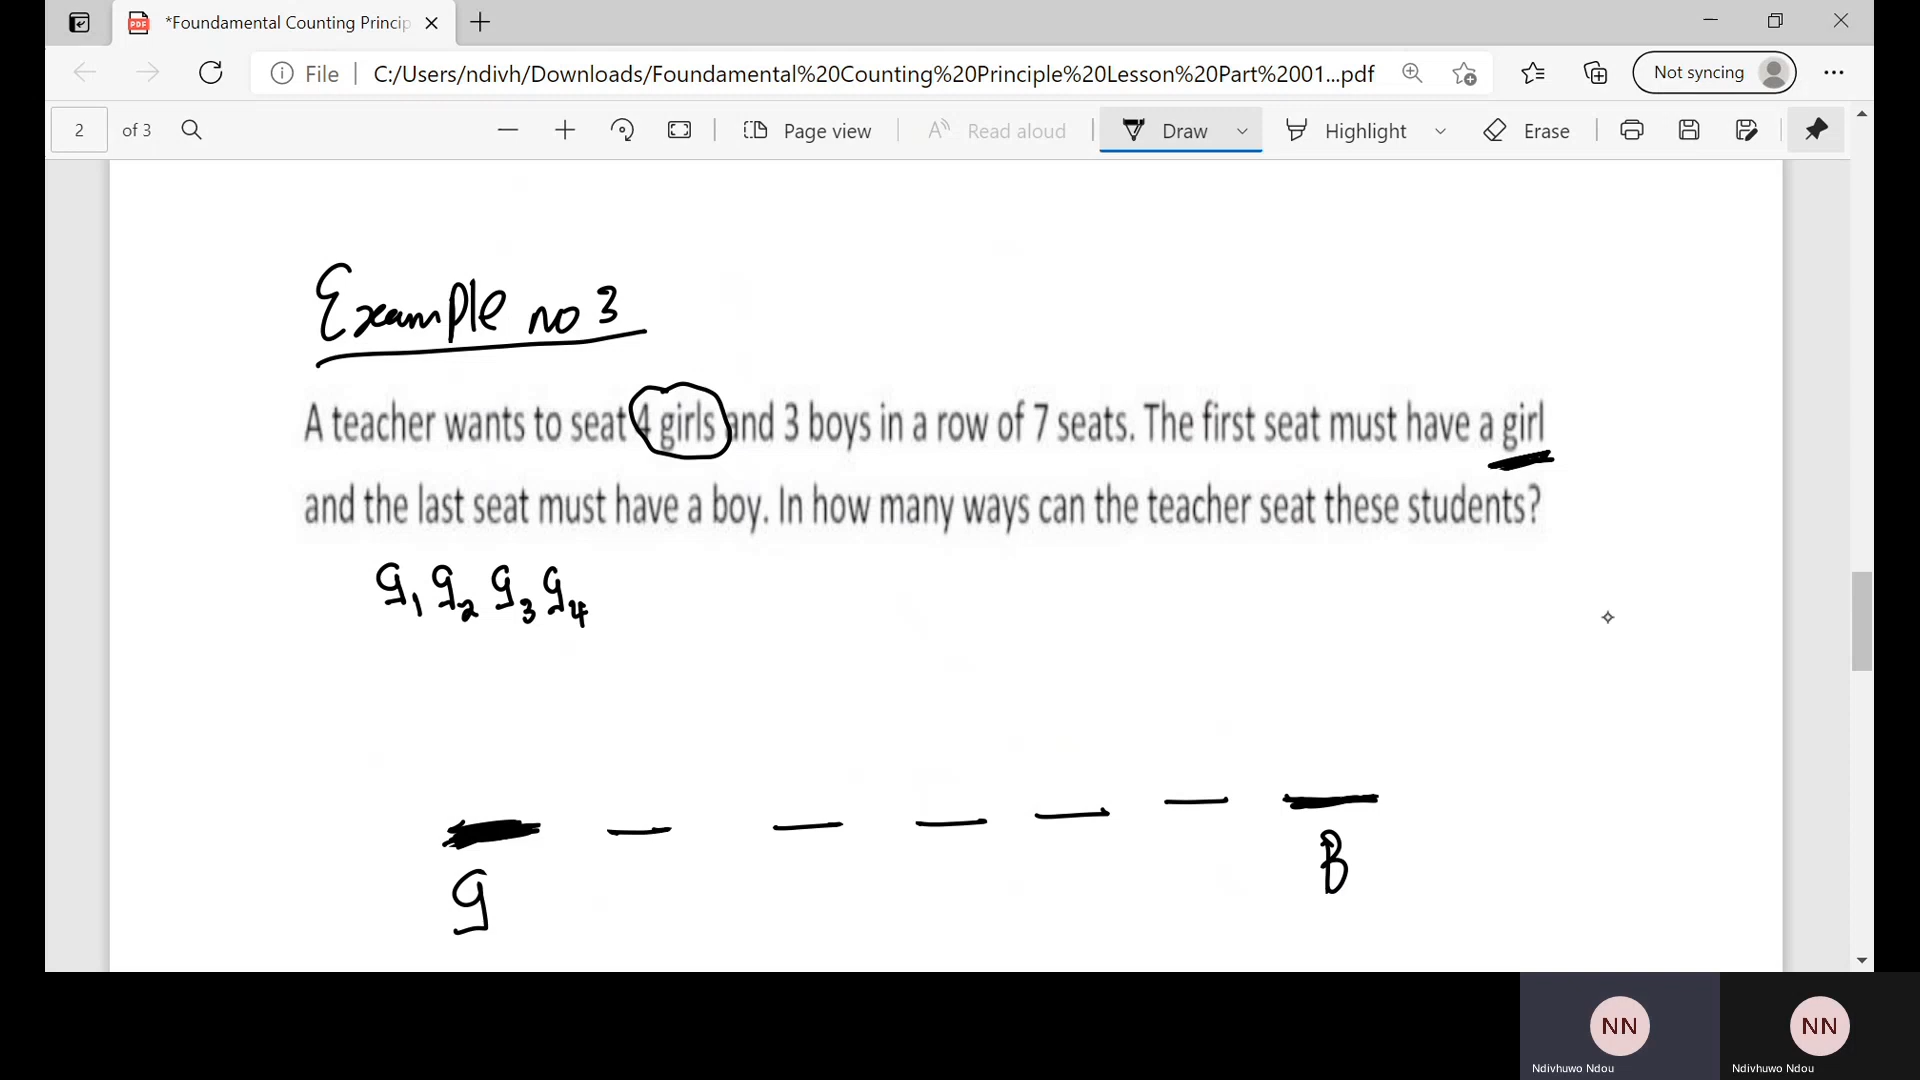 *Foundamental Counting Princip
File | C:/Users/ndivh/Downloads/Foundamental%20Counting%20Principle%20Lesson%20Part%2001...pdf
Not syncing
2 of 3
Page view
Read aloud
Draw
Highlight
Erase
Example no 3
A teacher wants to seat 4 girls and 3 boys in a row of 7 seats. The first seat must have a girl
and the last seat must have a boy. In how many ways can the teacher seat these students?
g1 g2 g3 g4
g
B
NN
NN
Ndivhuwo Ndou
Ndivhuwo Ndou